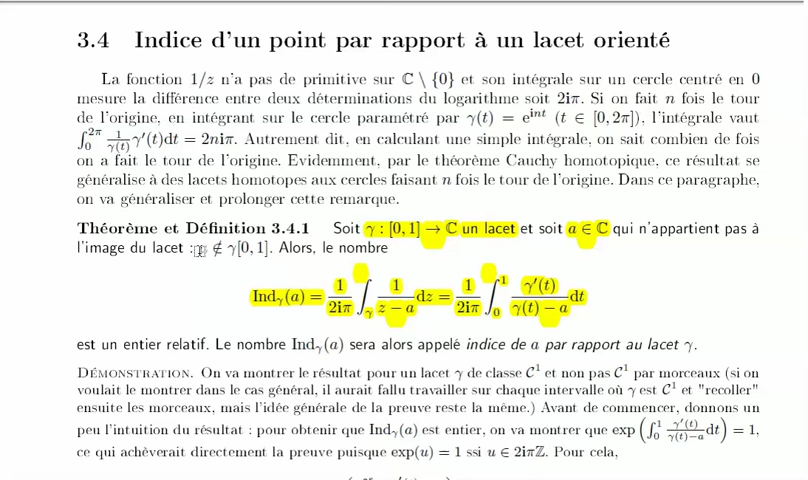 3.4 Indice d'un point par rapport à un lacet orienté
La fonction 1/z n'a pas de primitive sur ℂ \ {0} et son intégrale sur un cercle centré en 0
mesure la différence entre deux déterminations du logarithme soit 2iπ. Si on fait n fois le tour
de l'origine, en intégrant sur le cercle paramétré par γ(t) = e^{int} (t ∈ [0, 2π]), l'intégrale vaut
∫_0^{2π} \frac{1}{γ(t)} γ'(t)dt = 2niπ. Autrement dit, en calculant une simple intégrale, on sait combien de fois
on a fait le tour de l'origine. Evidemment, par le théorème Cauchy homotopique, ce résultat se
généralise à des lacets homotopes aux cercles faisant n fois le tour de l'origine. Dans ce paragraphe,
on va généraliser et prolonger cette remarque.
Théorème et Définition 3.4.1 Soit γ : [0, 1] → ℂ un lacet et soit a ∈ ℂ qui n'appartient pas à
l'image du lacet : ∉ γ[0, 1]. Alors, le nombre
Ind_γ(a) = \frac{1}{2iπ} ∫_γ \frac{1}{z − a} dz = \frac{1}{2iπ} ∫_0^1 \frac{γ'(t)}{γ(t) − a} dt
est un entier relatif. Le nombre Ind_γ(a) sera alors appelé indice de a par rapport au lacet γ.
DÉMONSTRATION. On va montrer le résultat pour un lacet γ de classe C¹ et non pas C¹ par morceaux (si on
voulait le montrer dans le cas général, il aurait fallu travailler sur chaque intervalle où γ est C¹ et "recoller"
ensuite les morceaux, mais l'idée générale de la preuve reste la même.) Avant de commencer, donnons un
peu l'intuition du résultat : pour obtenir que Ind_γ(a) est entier, on va montrer que exp(∫_0^1 \frac{γ'(t)}{γ(t)−a} dt) = 1,
ce qui achèverait directement la preuve puisque exp(u) = 1 ssi u ∈ 2iπℤ. Pour cela,